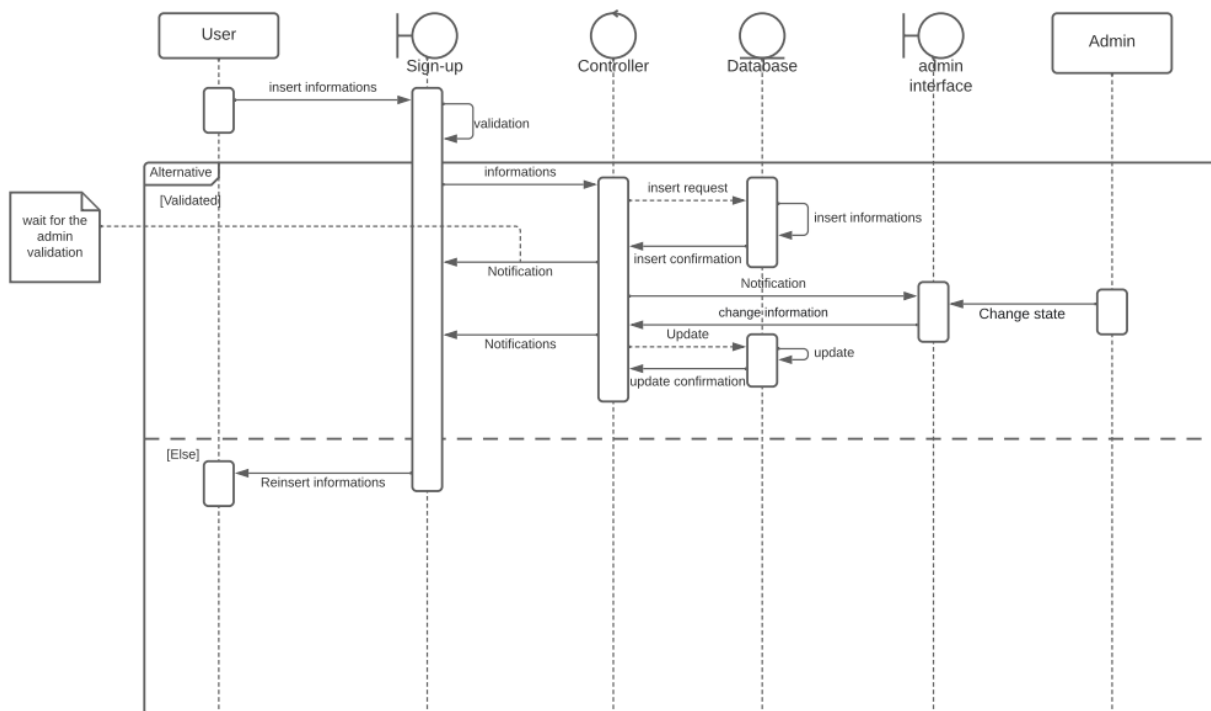 User
Sign-up
Controller
Database
admin
interface
Admin
insert informations
validation
Alternative
[Validated]
informations
wait for the
admin
validation
insert request
insert informations
insert confirmation
Notification
Notification
Change state
change information
Notifications
Update
update
update confirmation
[Else]
Reinsert informations